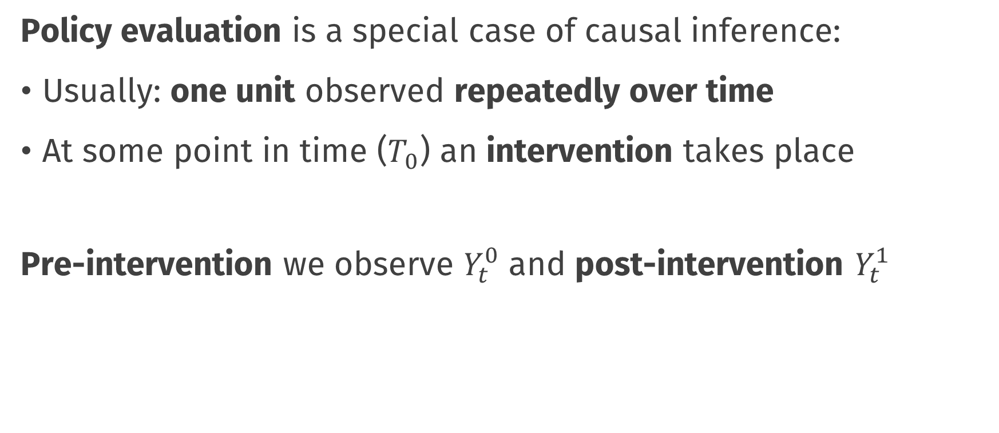 Policy evaluation is a special case of causal inference:
• Usually: one unit observed repeatedly over time
• At some point in time (T₀) an intervention takes place
Pre-intervention we observe Y_t^0 and post-intervention Y_t^1